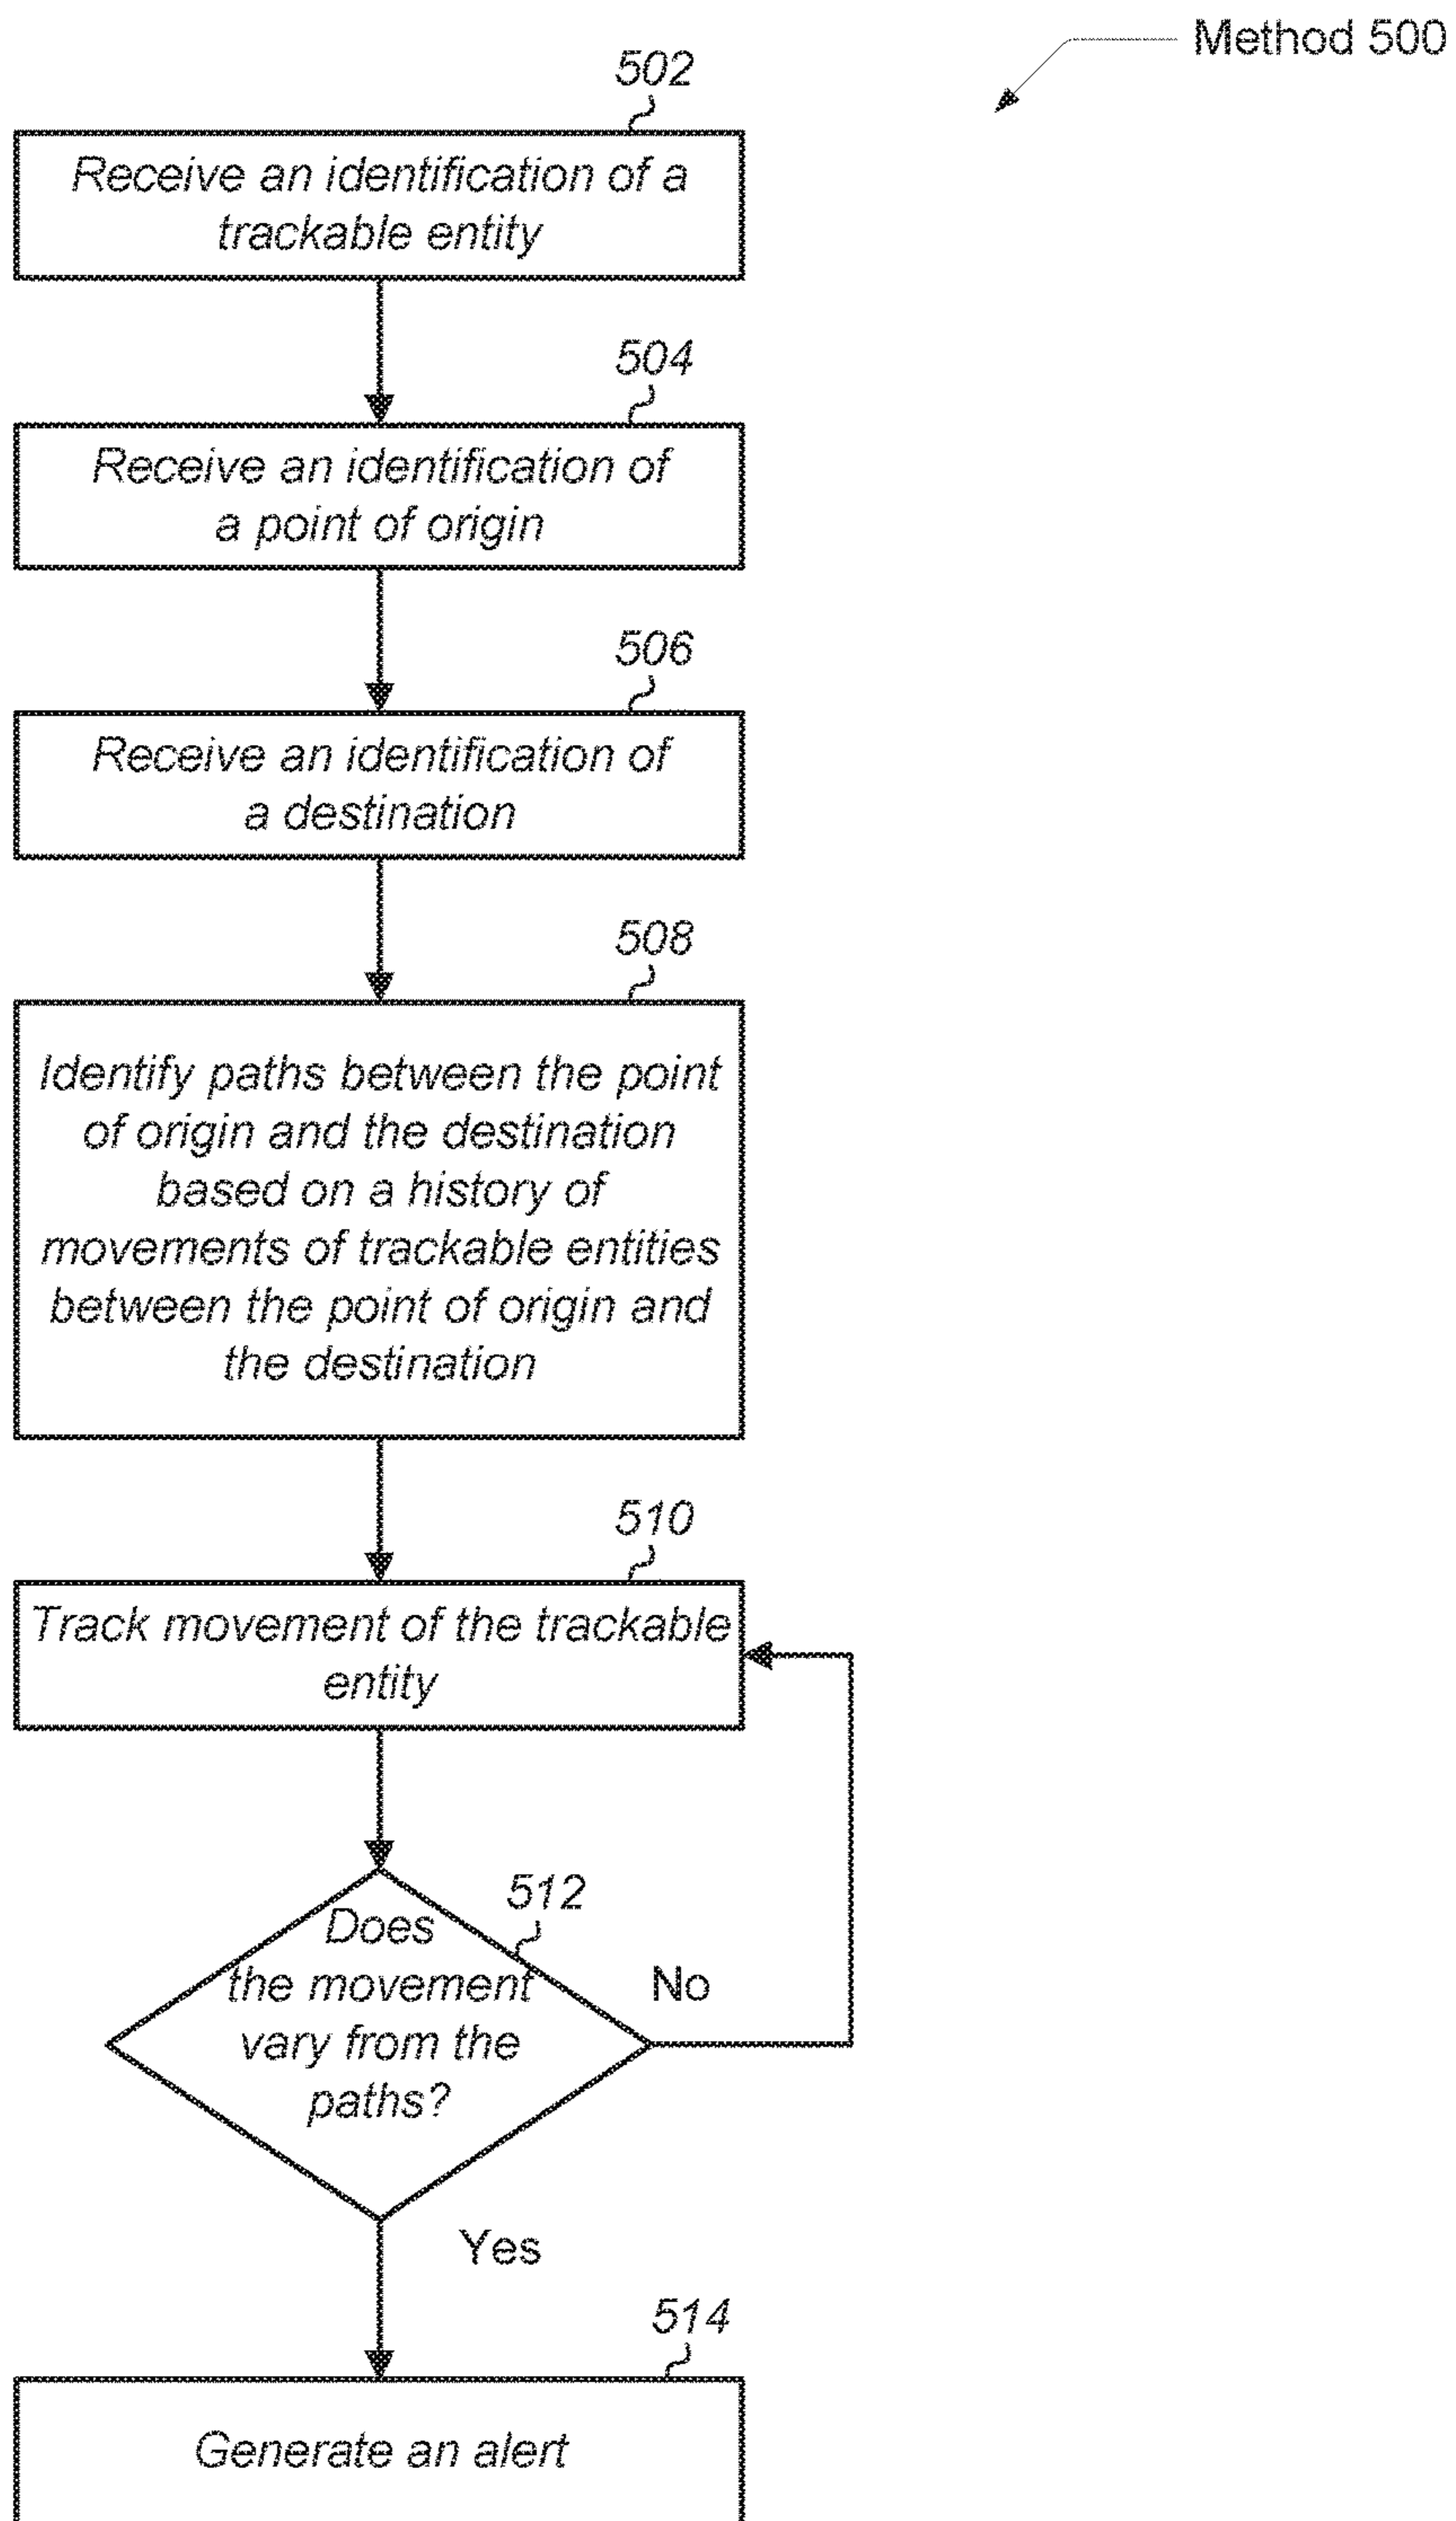 Method 500
502
Receive an identification of a
trackable entity
504
Receive an identification of
a point of origin
506
Receive an identification of
a destination
508
Identify paths between the point
of origin and the destination
based on a history of
movements of trackable entities
between the point of origin and
the destination
510
Track movement of the trackable
entity
512
Does
the movement
vary from the
paths?
No
Yes
514
Generate an alert